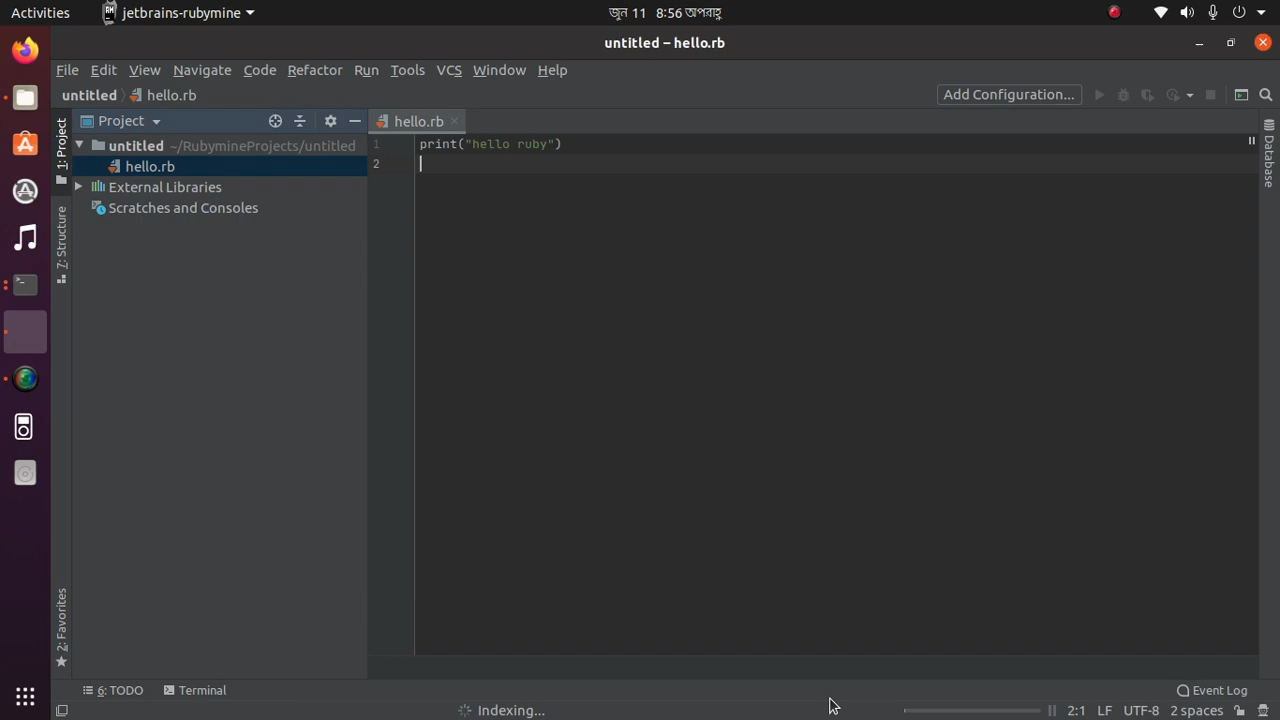 Activities jetbrains-rubymine জুন 11 8:56 অপরাহ্ণ
untitled – hello.rb
File Edit View Navigate Code Refactor Run Tools VCS Window Help
untitled hello.rb Add Configuration...
1: Project
Project
hello.rb
untitled ~/RubymineProjects/untitled
hello.rb
External Libraries
Scratches and Consoles
7: Structure
2: Favorites
1 print("hello ruby")
2
Database
6: TODO Terminal Event Log
Indexing... 2:1 LF UTF-8 2 spaces